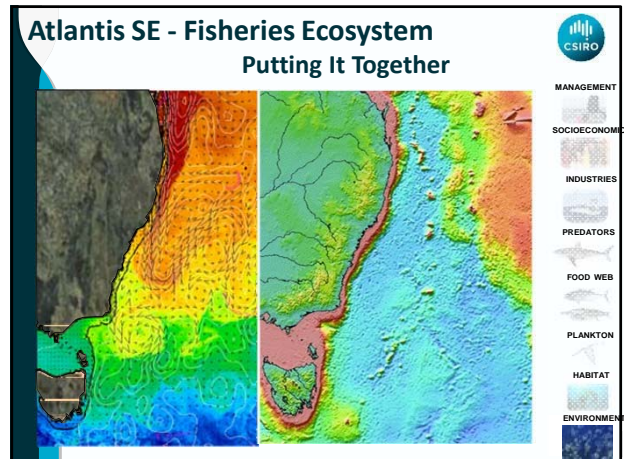 Atlantis SE - Fisheries Ecosystem
Putting It Together
CSIRO
MANAGEMENT
SOCIOECONOMIC
INDUSTRIES
PREDATORS
FOOD WEB
PLANKTON
HABITAT
ENVIRONMENT